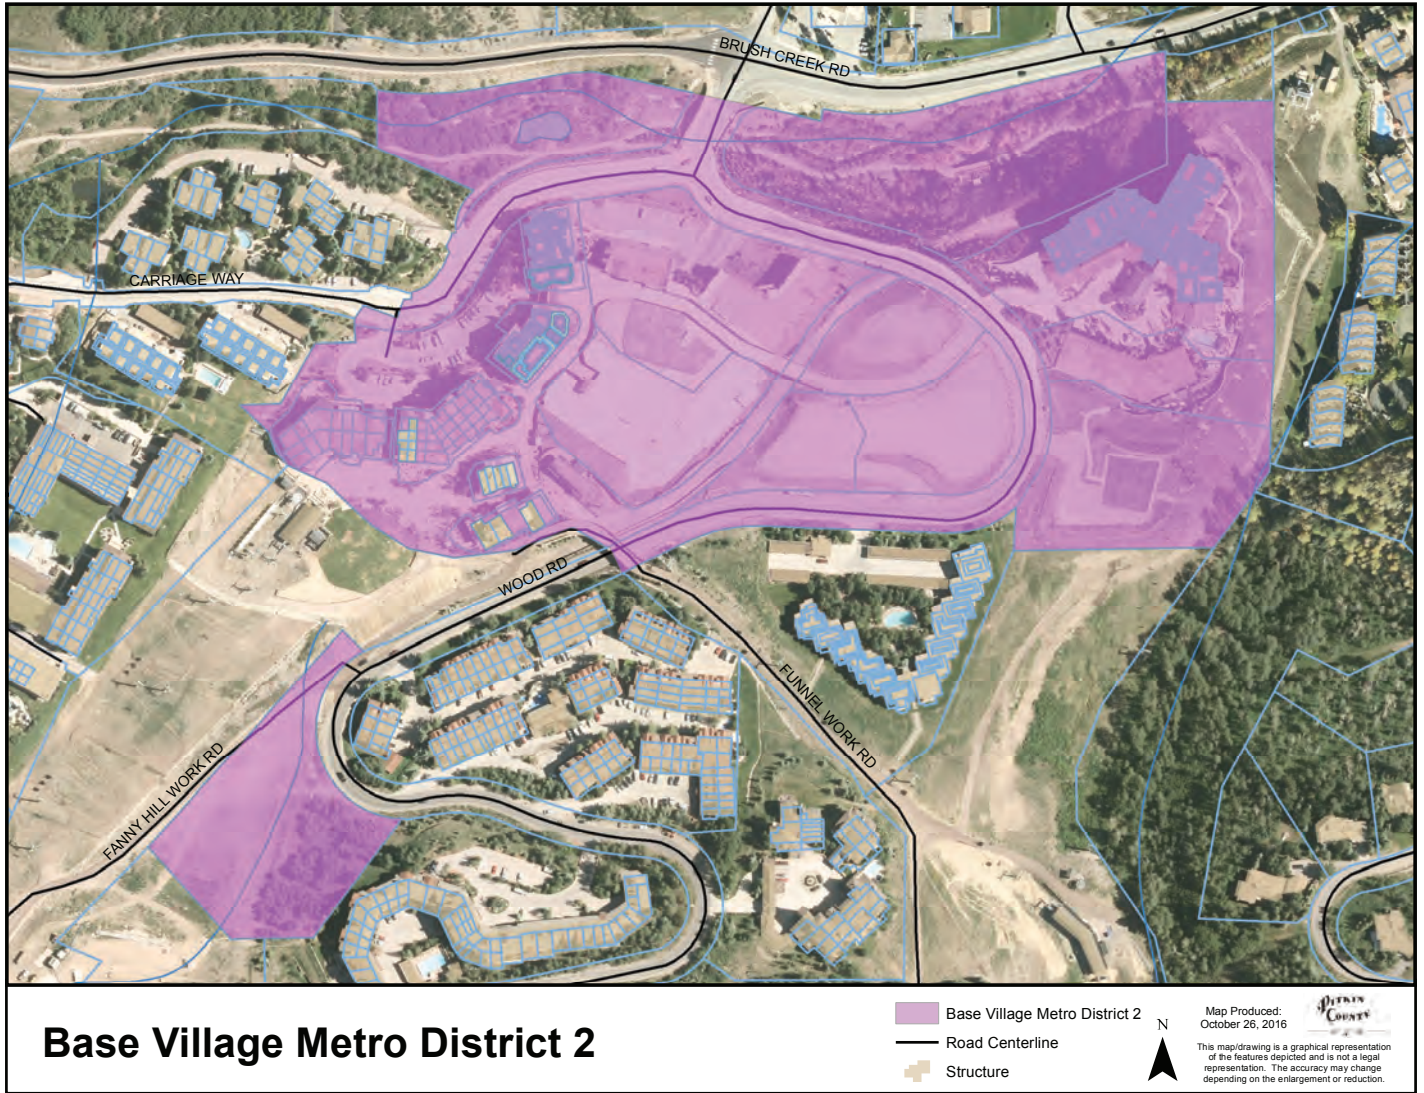 BRUSH CREEK RD
CARRIAGE WAY
WOOD RD
FUNNEL WORK RD
FANNY HILL WORK RD
Base Village Metro District 2
Base Village Metro District 2
Road Centerline
Structure
N
Map Produced:
October 26, 2016
PITKIN
COUNTY
This map/drawing is a graphical representation
of the features depicted and is not a legal
representation. The accuracy may change
depending on the enlargement or reduction.